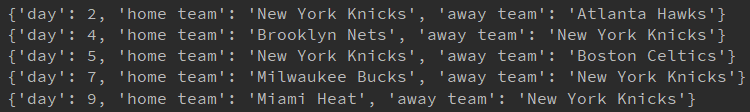 {'day': 2, 'home team': 'New York Knicks', 'away team': 'Atlanta Hawks'}
{'day': 4, 'home team': 'Brooklyn Nets', 'away team': 'New York Knicks'}
{'day': 5, 'home team': 'New York Knicks', 'away team': 'Boston Celtics'}
{'day': 7, 'home team': 'Milwaukee Bucks', 'away team': 'New York Knicks'}
{'day': 9, 'home team': 'Miami Heat', 'away team': 'New York Knicks'}